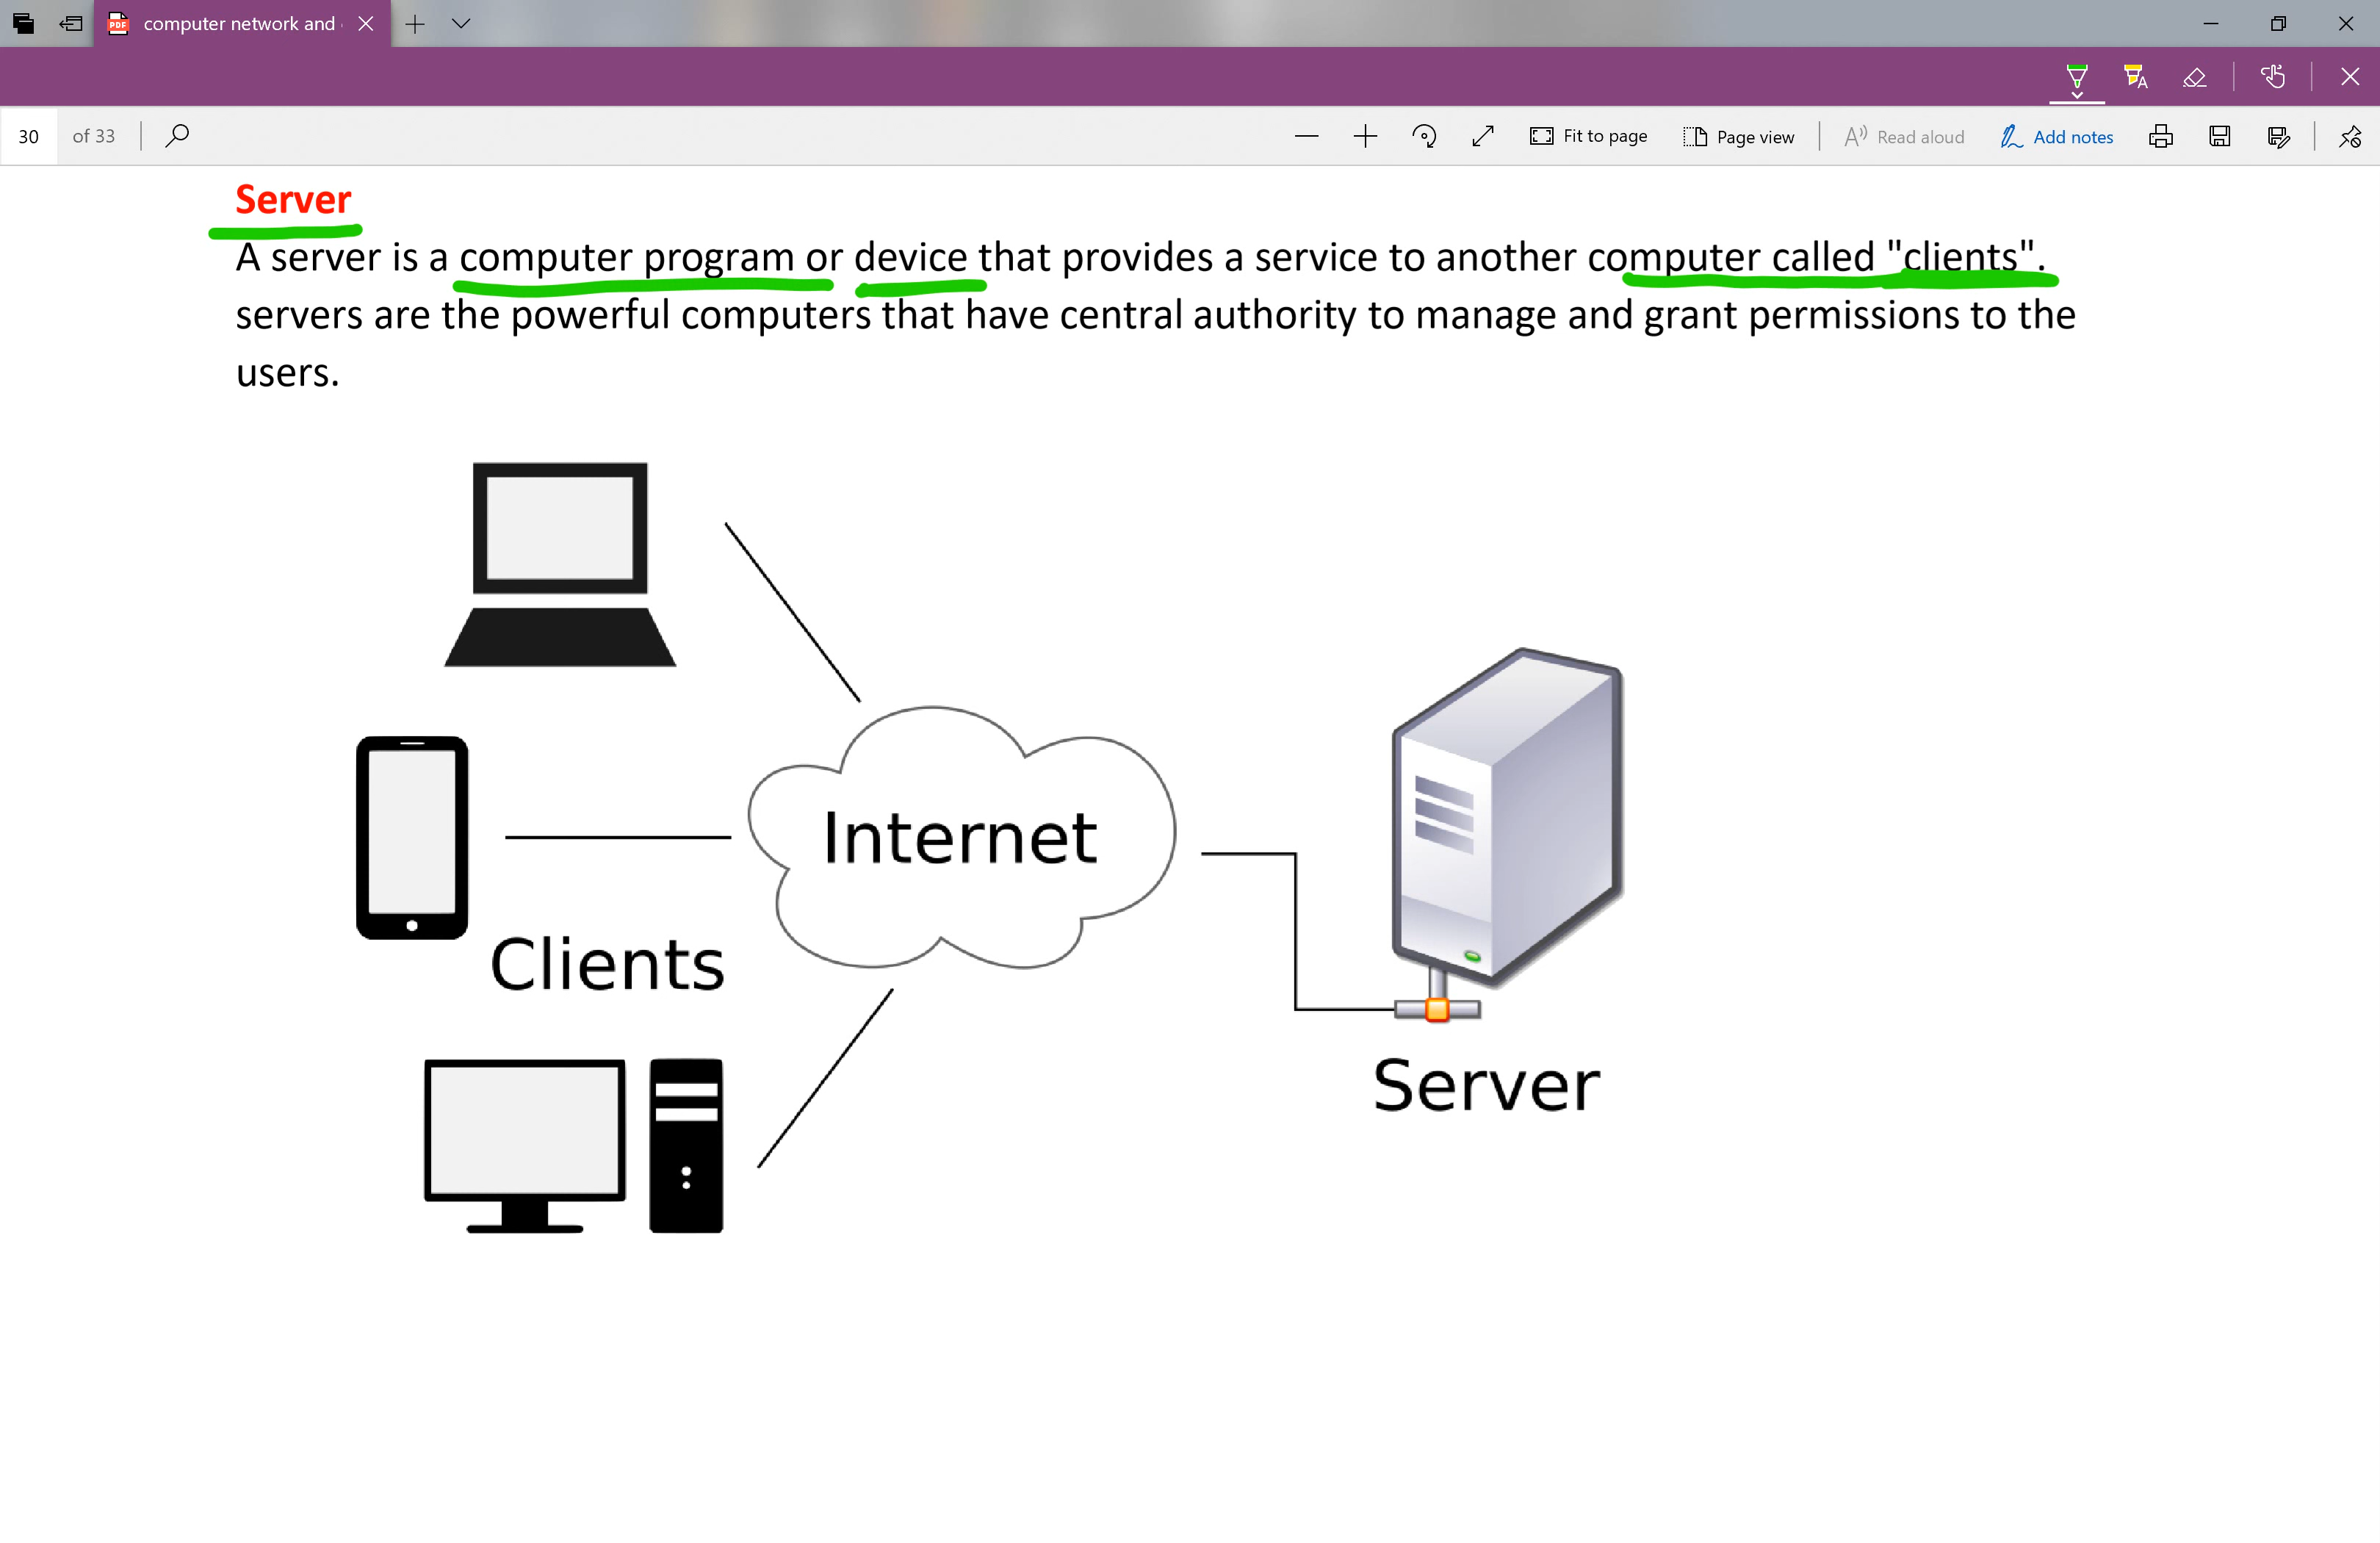 computer network and
30 of 33
Fit to page
Page view
Read aloud
Add notes
Server
A server is a computer program or device that provides a service to another computer called "clients".
servers are the powerful computers that have central authority to manage and grant permissions to the
users.
Internet
Clients
Server